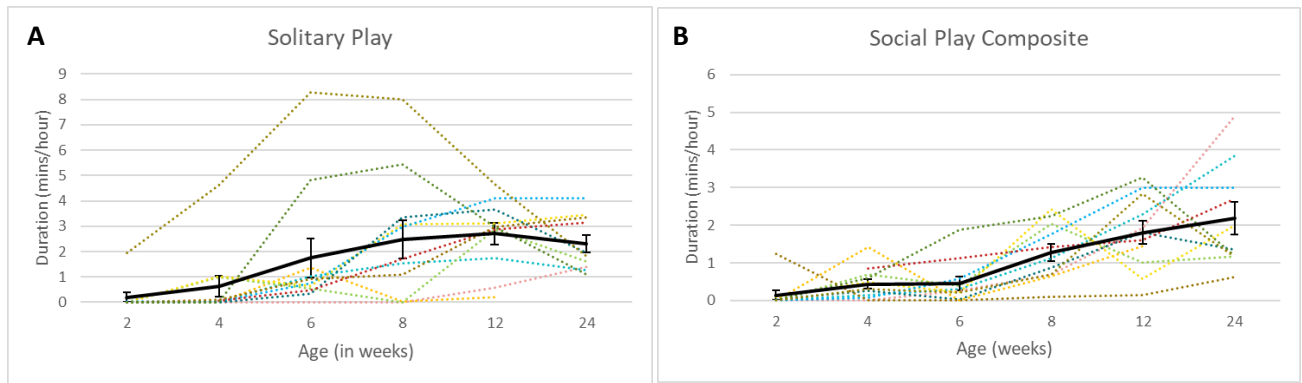 A
Solitary Play
Duration (mins/hour)
9
8
7
6
5
4
3
2
1
0
2 4 6 8 12 24
Age (in weeks)
B
Social Play Composite
Duration (mins/hour)
6
5
4
3
2
1
0
2 4 6 8 12 24
Age (weeks)